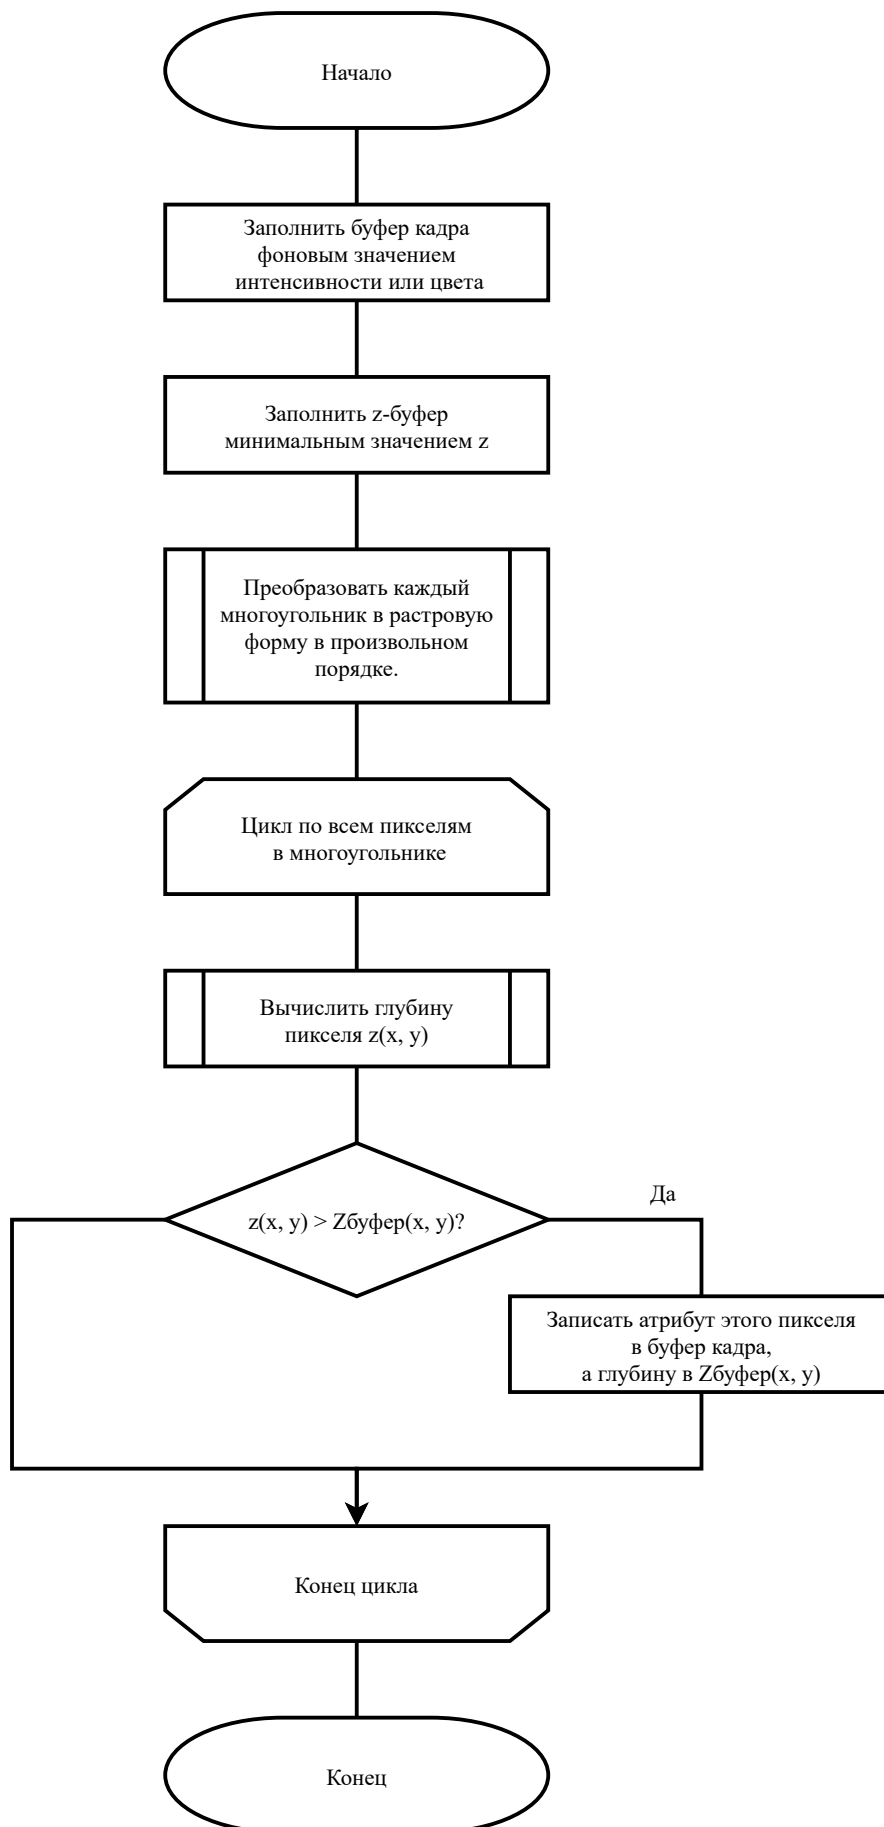 Начало
Заполнить буфер кадра
фоновым значением
интенсивности или цвета
Заполнить z-буфер
минимальным значением z
Преобразовать каждый
многоугольник в растровую
форму в произвольном
порядке.
Цикл по всем пикселям
в многоугольнике
Вычислить глубину
пикселя z(x, y)
z(x, y) > Zбуфер(x, y)?
Да
Записать атрибут этого пикселя
в буфер кадра,
а глубину в Zбуфер(x, y)
Конец цикла
Конец